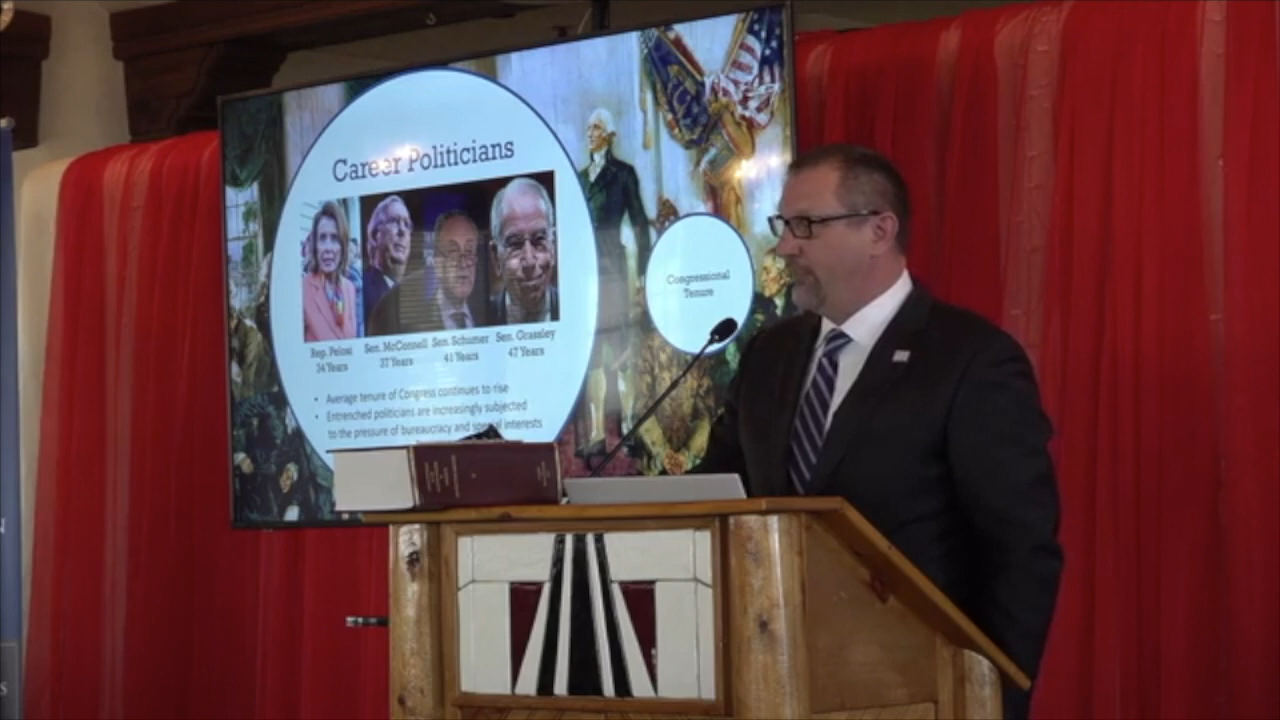 Career Politicians
Rep. Pelosi Sen. McConnell Sen. Schumer Sen. Grassley
34 Years 37 Years 41 Years 47 Years
• Average tenure of Congress continues to rise
• Entrenched politicians are increasingly subjected
to the pressure of bureaucracy and special interests
Congressional
Tenure
N
S